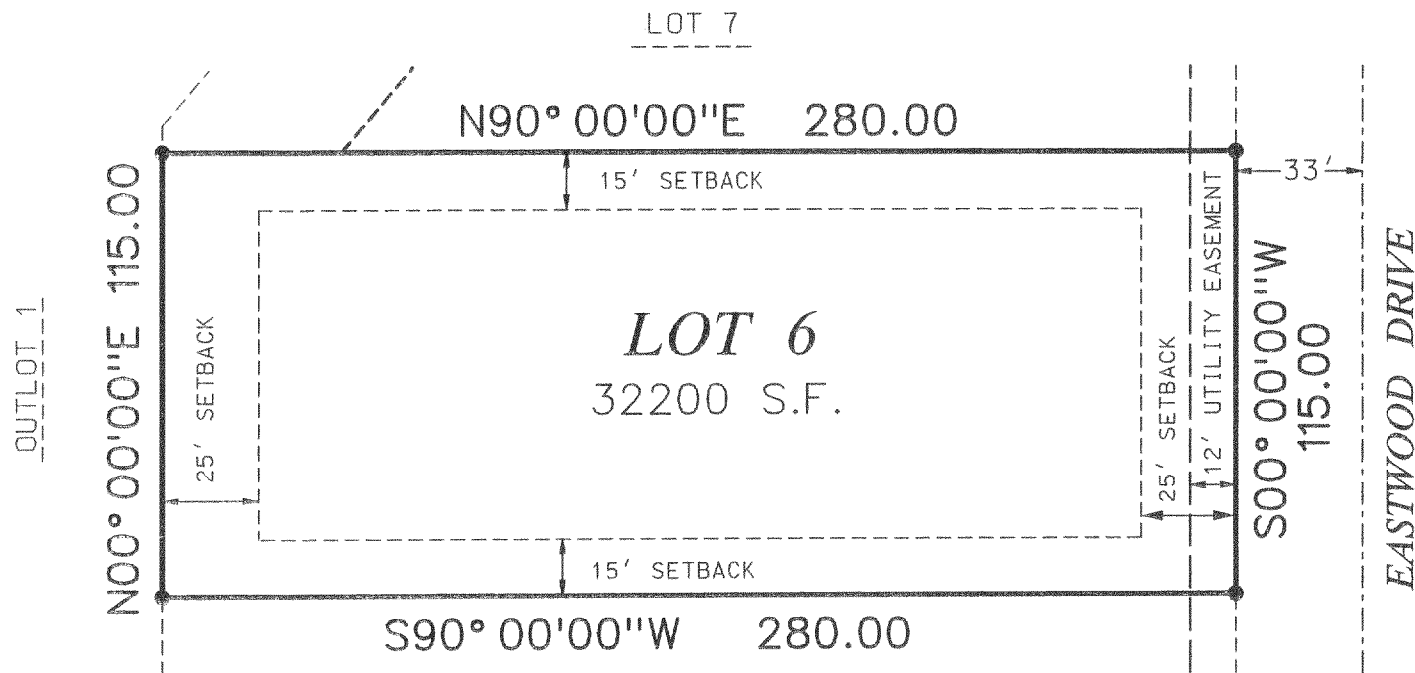 LOT 7
N90° 00'00"E 280.00
15' SETBACK
33'
OUTLOT 1
N00° 00'00"E 115.00
25' SETBACK
LOT 6
32200 S.F.
25' SETBACK
12' UTILITY EASEMENT
S00° 00'00"W
115.00
EASTWOOD DRIVE
15' SETBACK
S90° 00'00"W 280.00